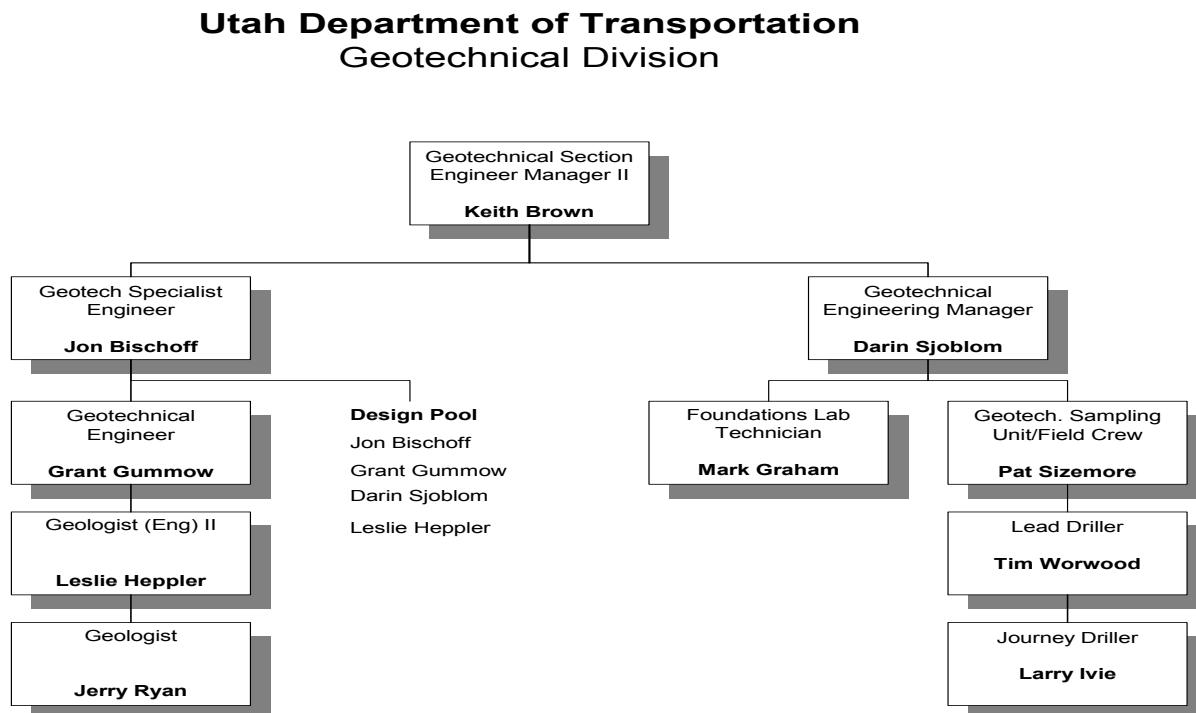 Utah Department of Transportation
Geotechnical Division
Geotechnical Section
Engineer Manager II
Keith Brown
Geotech Specialist
Engineer
Jon Bischoff
Geotechnical
Engineering Manager
Darin Sjoblom
Geotechnical
Engineer
Grant Gummow
Design Pool
Jon Bischoff
Grant Gummow
Darin Sjoblom
Leslie Heppler
Foundations Lab
Technician
Mark Graham
Geotech. Sampling
Unit/Field Crew
Pat Sizemore
Geologist (Eng) II
Leslie Heppler
Lead Driller
Tim Worwood
Geologist
Jerry Ryan
Journey Driller
Larry Ivie